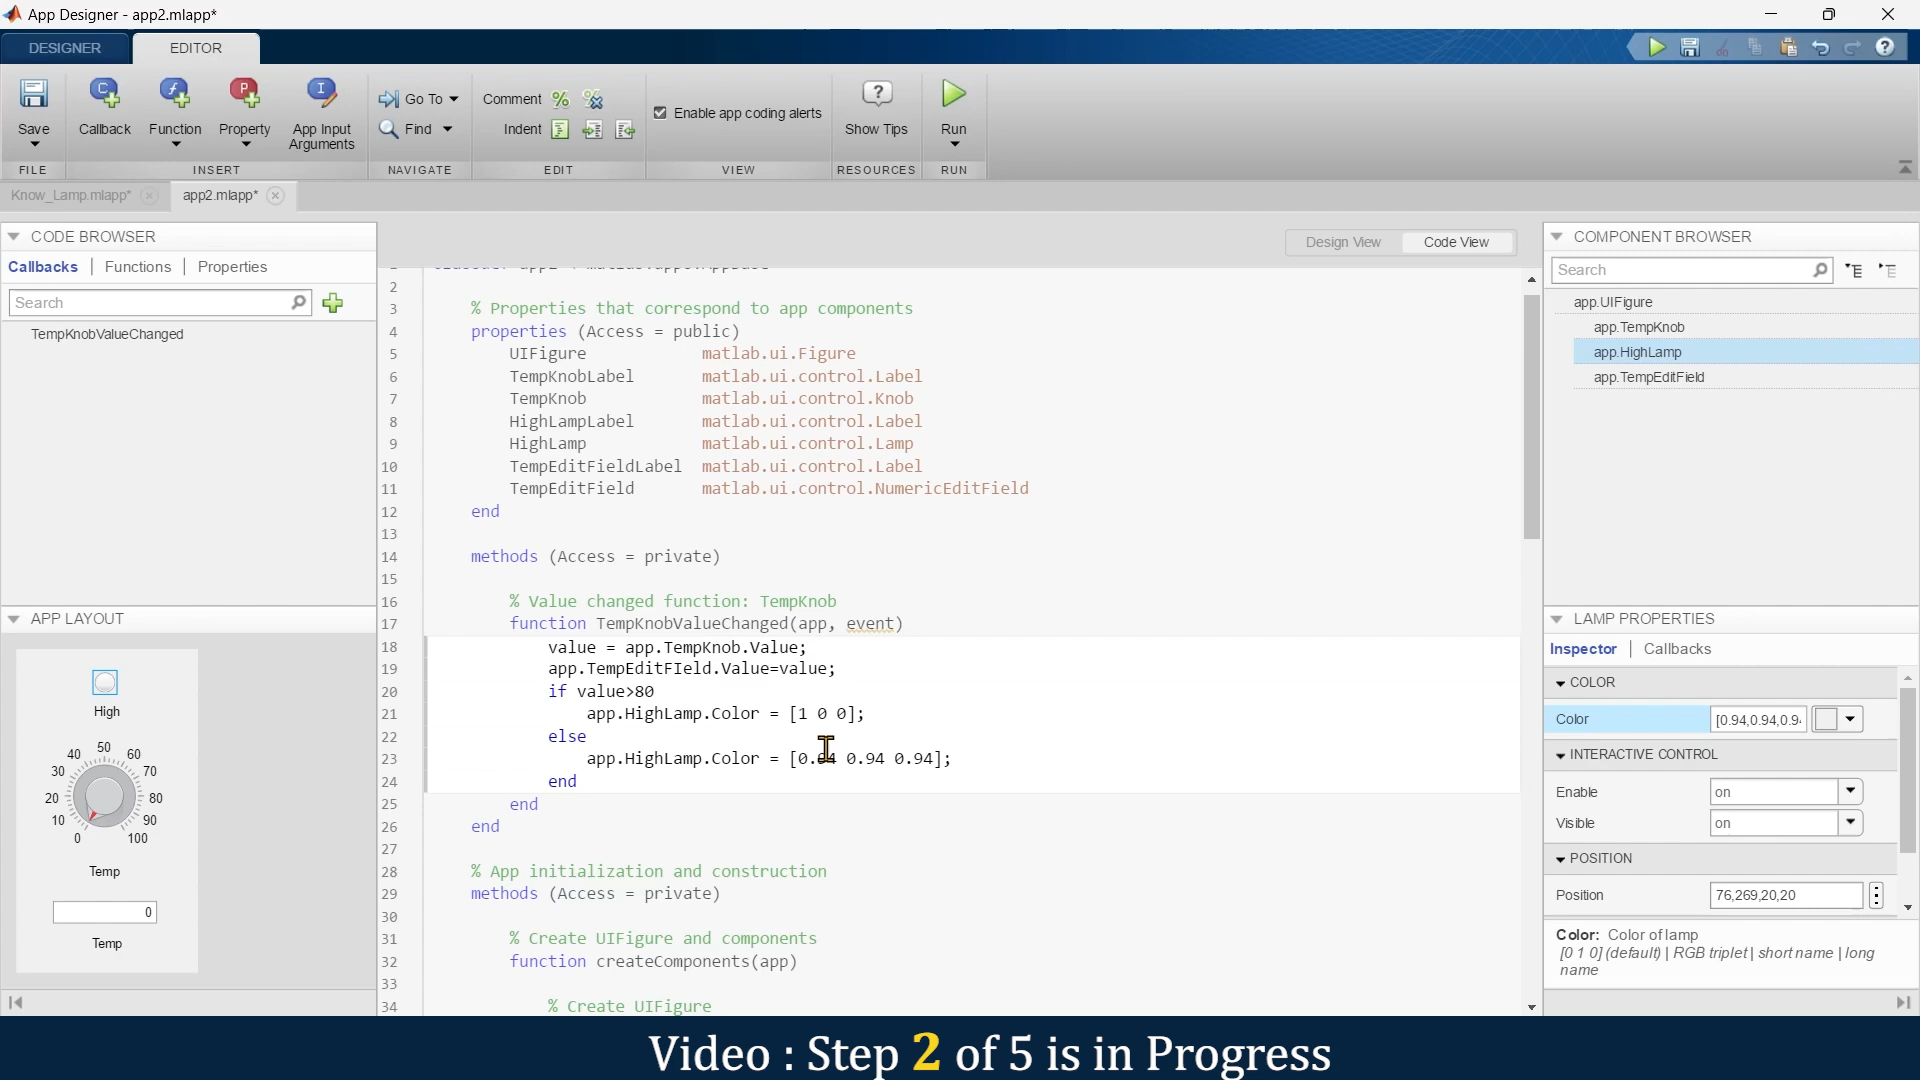 App Designer - app2.mlapp*
DESIGNER
EDITOR
Save
Callback
Function
Property
App Input
Arguments
Go To
Find
Comment
Indent
Enable app coding alerts
Show Tips
Run
FILE
INSERT
NAVIGATE
EDIT
VIEW
RESOURCES
RUN
Know_Lamp.mlapp*
app2.mlapp*
CODE BROWSER
Callbacks
Functions
Properties
Search
TempKnobValueChanged
APP LAYOUT
High
0
10
20
30
40
50
60
70
80
90
100
Temp
0
Temp
Design View
Code View
2
3 % Properties that correspond to app components
4 properties (Access = public)
5 UIFigure matlab.ui.Figure
6 TempKnobLabel matlab.ui.control.Label
7 TempKnob matlab.ui.control.Knob
8 HighLampLabel matlab.ui.control.Label
9 HighLamp matlab.ui.control.Lamp
10 TempEditFieldLabel matlab.ui.control.Label
11 TempEditField matlab.ui.control.NumericEditField
12 end
13
14 methods (Access = private)
15
16 % Value changed function: TempKnob
17 function TempKnobValueChanged(app, event)
18 value = app.TempKnob.Value;
19 app.TempEditFIeld.Value=value;
20 if value>80
21 app.HighLamp.Color = [1 0 0];
22 else
23 app.HighLamp.Color = [0.94 0.94 0.94];
24 end
25 end
26 end
27
28 % App initialization and construction
29 methods (Access = private)
30
31 % Create UIFigure and components
32 function createComponents(app)
33
34 % Create UIFigure
COMPONENT BROWSER
Search
app.UIFigure
app.TempKnob
app.HighLamp
app.TempEditField
LAMP PROPERTIES
Inspector
Callbacks
COLOR
Color [0.94,0.94,0.9
INTERACTIVE CONTROL
Enable on
Visible on
POSITION
Position 76,269,20,20
Color: Color of lamp
[0 1 0] (default) | RGB triplet | short name | long
name
Video : Step 2 of 5 is in Progress